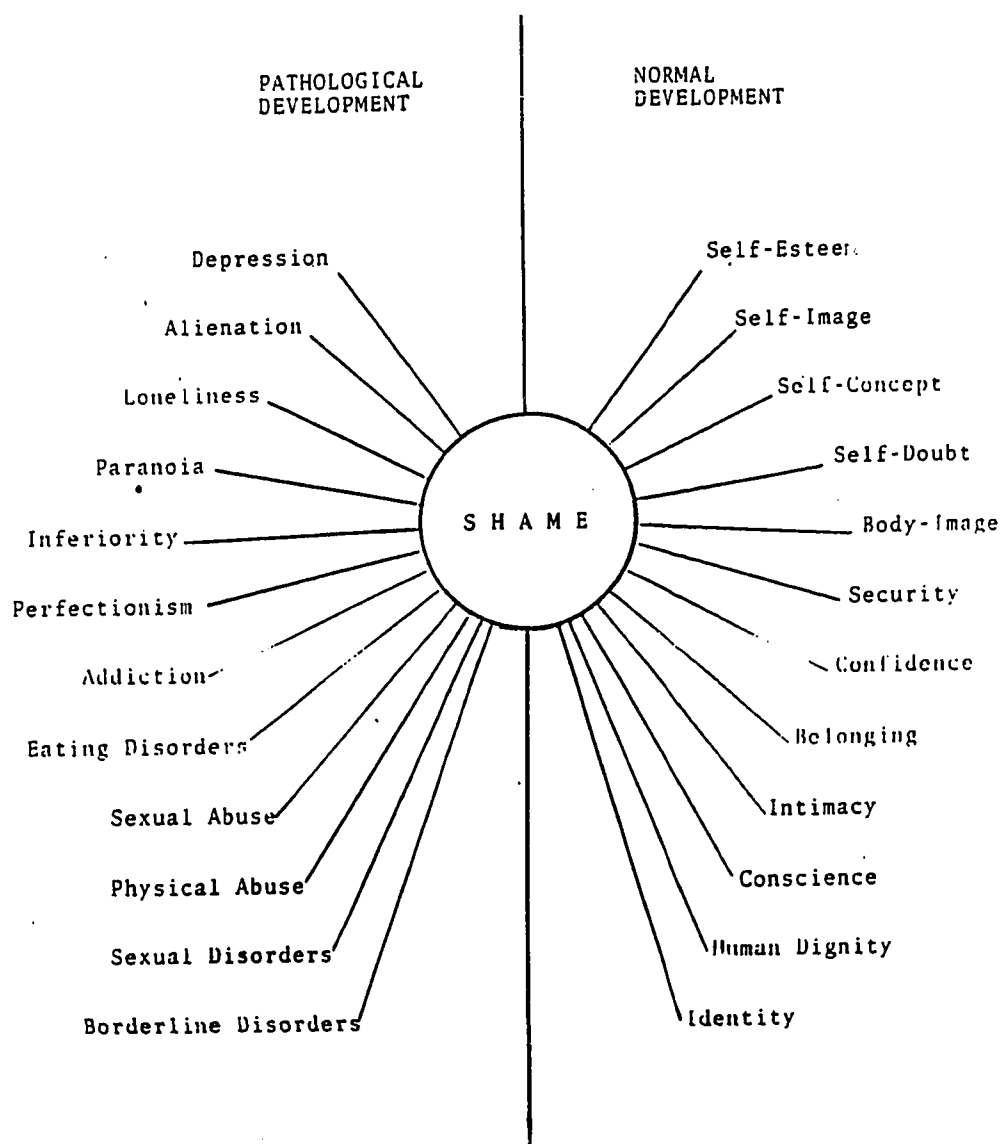 PATHOLOGICAL
DEVELOPMENT
NORMAL
DEVELOPMENT
Depression
Alienation
Loneliness
Paranoia
Inferiority
Perfectionism
Addiction
Eating Disorders
Sexual Abuse
Physical Abuse
Sexual Disorders
Borderline Disorders
S H A M E
Self-Esteem
Self-Image
Self-Concept
Self-Doubt
Body-Image
Security
Confidence
Belonging
Intimacy
Conscience
Human Dignity
Identity